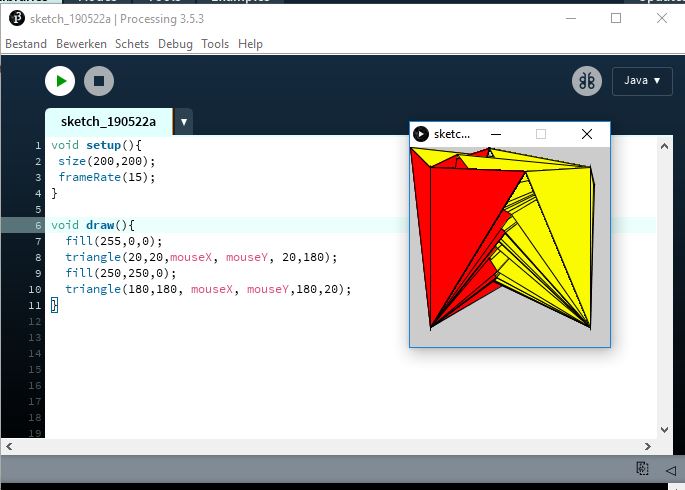 sketch_190522a | Processing 3.5.3
Bestand Bewerken Schets Debug Tools Help
Java ▾
sketch_190522a ▾
sketc...
1 void setup(){
2  size(200,200);
3  frameRate(15);
4 }
5
6 void draw(){
7   fill(255,0,0);
8   triangle(20,20,mouseX, mouseY, 20,180);
9   fill(250,250,0);
10   triangle(180,180, mouseX, mouseY,180,20);
11 }
12
13
14
15
16
17
18
19